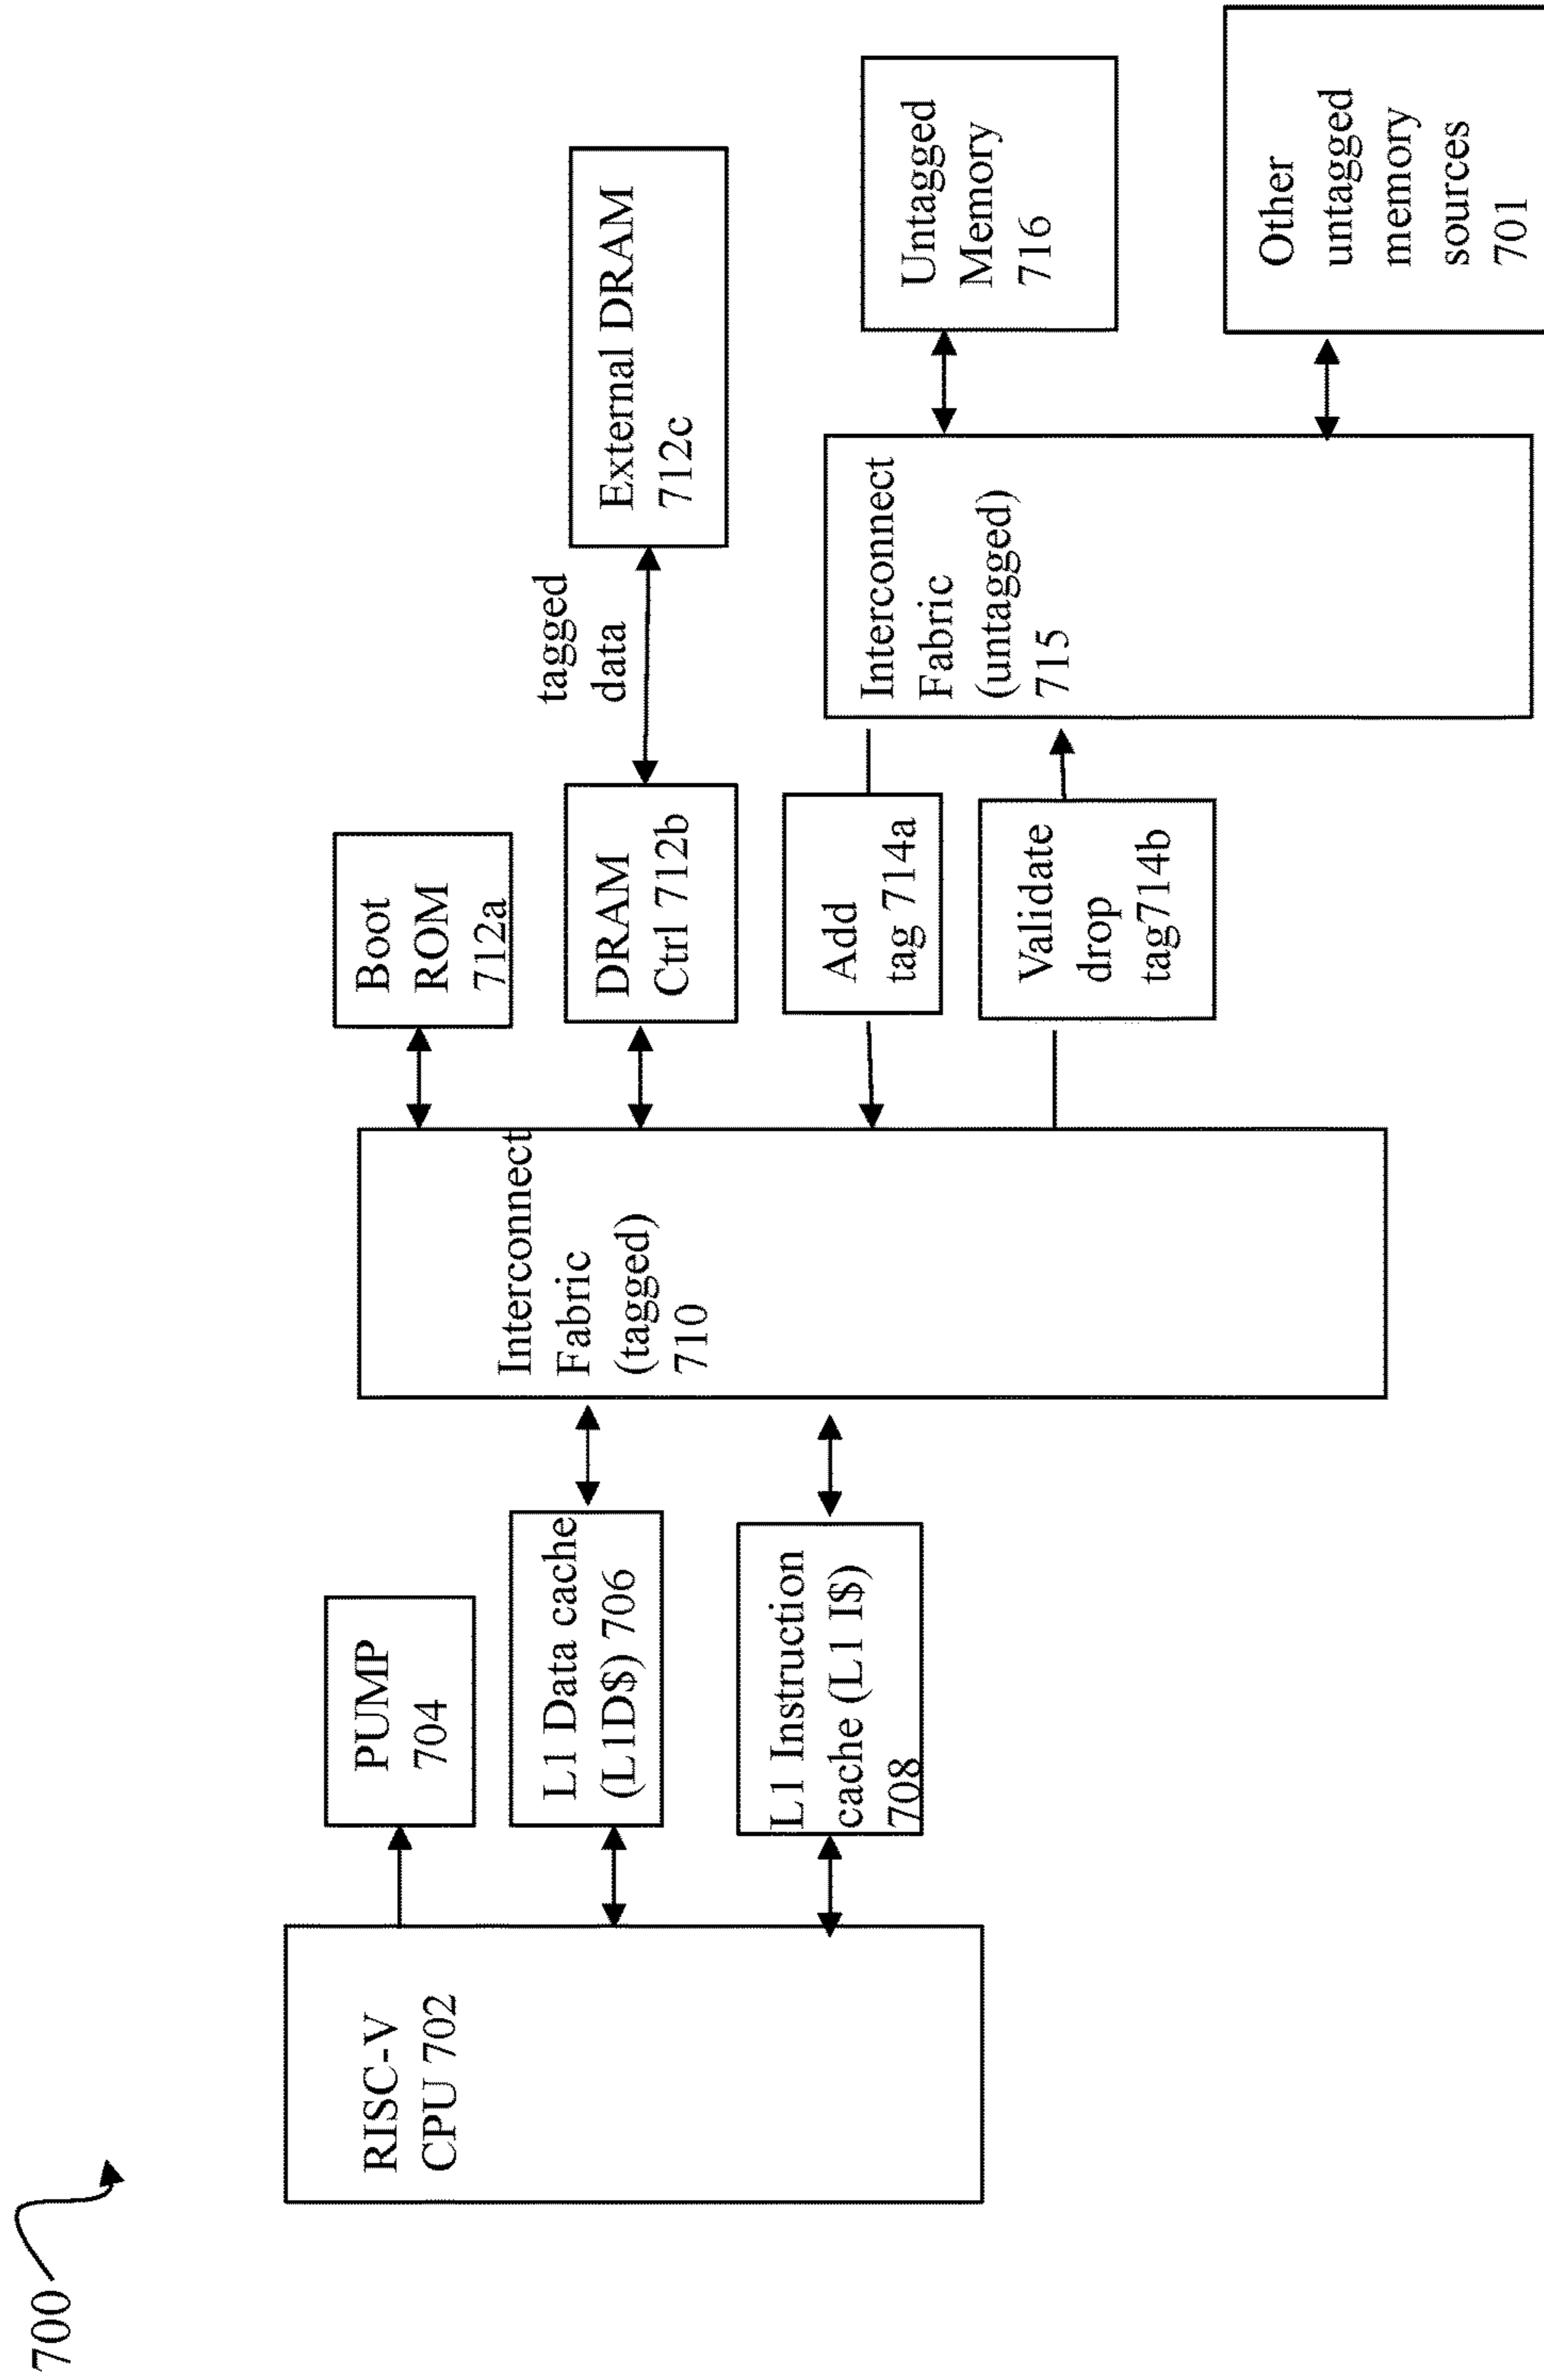 700
RISC-V
CPU 702
PUMP
704
L1 Data cache
(L1D$) 706
L1 Instruction
cache (L1 I$)
708
Interconnect
Fabric
(tagged)
710
Boot
ROM
712a
DRAM
Ctrl 712b
Add
tag 714a
Validate
drop
tag714b
tagged
data
External DRAM
712c
Interconnect
Fabric
(untagged)
715
Untagged
Memory
716
Other
untagged
memory
sources
701